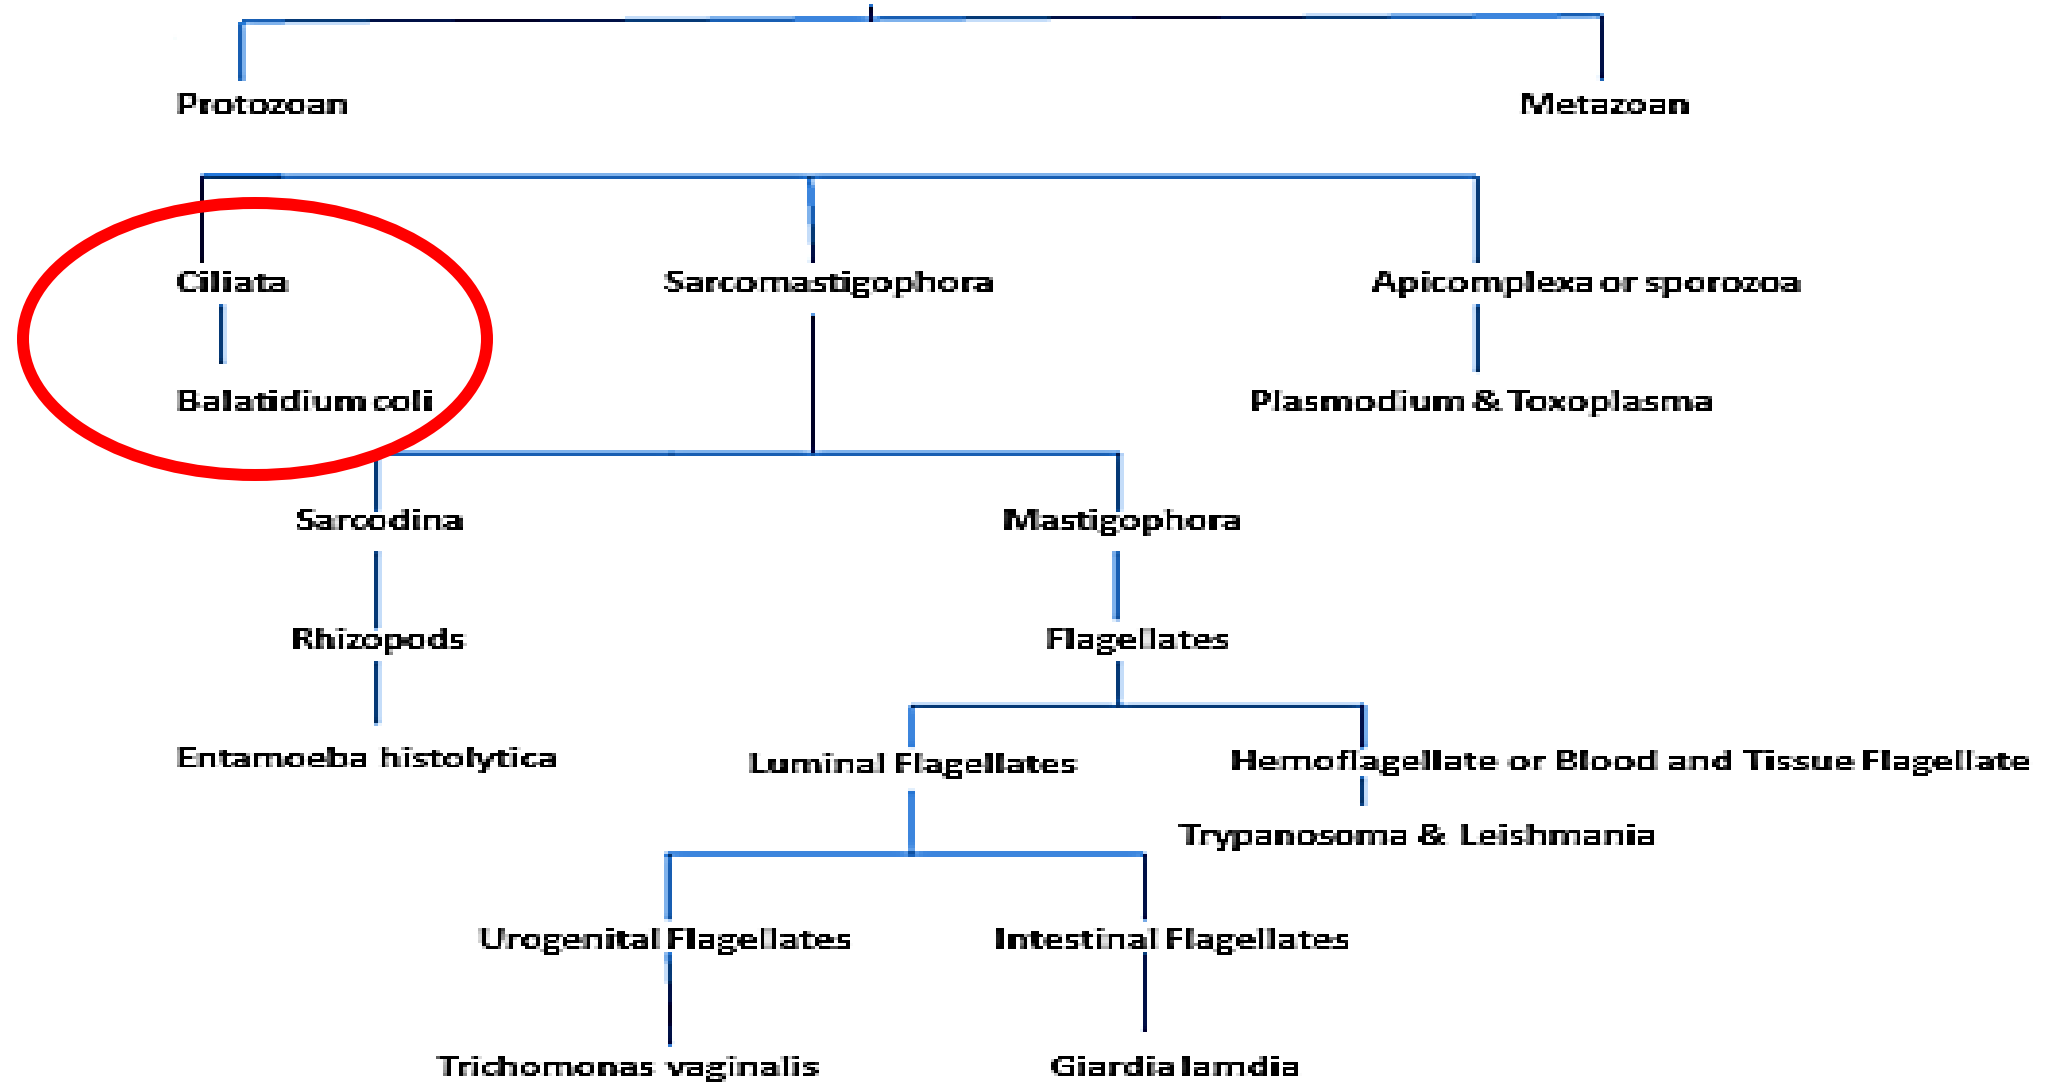 Protozoan
Metazoan
Ciliata
Sarcomastigophora
Apicomplexa or sporozoa
Balatidium coli
Plasmodium & Toxoplasma
Sarcodina
Mastigophora
Rhizopods
Flagellates
Entamoeba histolytica
Luminal Flagellates
Hemoflagellate or Blood and Tissue Flagellate
Trypanosoma & Leishmania
Urogenital Flagellates
Intestinal Flagellates
Trichomonas vaginalis
Giardia lamdia